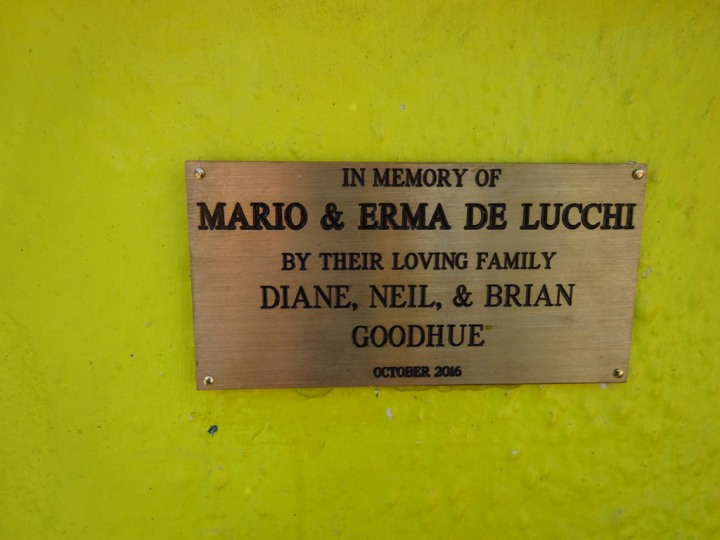 IN MEMORY OF
MARIO & ERMA DE LUCCHI
BY THEIR LOVING FAMILY
DIANE, NEIL, & BRIAN
GOODHUE
OCTOBER 2016